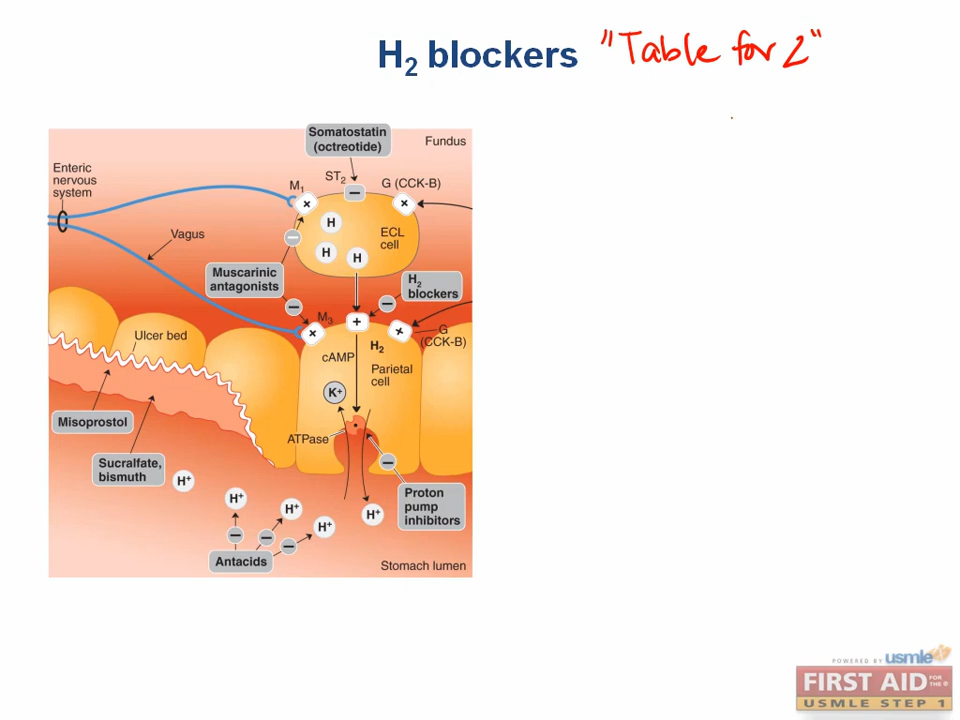 H2 blockers "Table for 2"
Somatostatin
(octreotide)
Fundus
Enteric
nervous
system
ST2
M1
G (CCK-B)
H
ECL
cell
H
H
Vagus
Muscarinic
antagonists
H2
blockers
M3
+
G
(CCK-B)
Ulcer bed
H2
cAMP
Parietal
cell
K+
Misoprostol
ATPase
Sucralfate,
bismuth
H+
H+
H+
H+
H+
Proton
pump
inhibitors
Antacids
Stomach lumen
POWERED BY usmle
FIRST AID FOR THE®
USMLE STEP 1